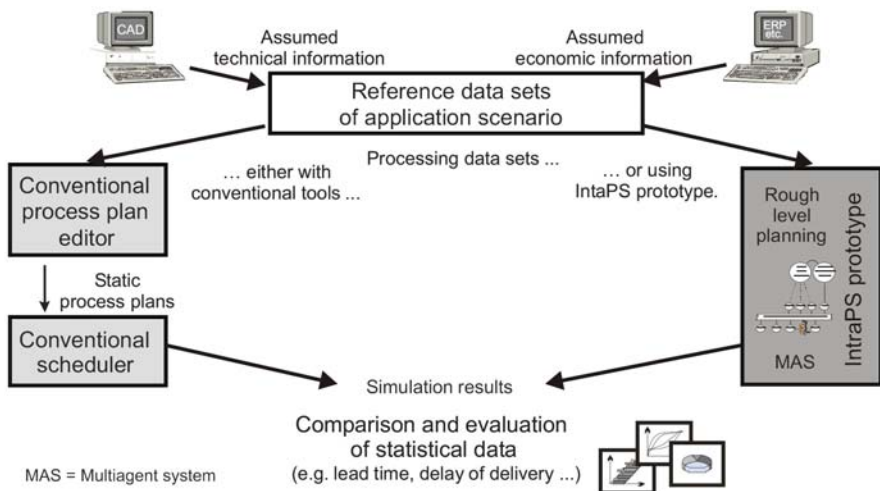 CAD
Assumed
technical information
Assumed
economic information
ERP
etc.
Reference data sets
of application scenario
Processing data sets ...
... either with
conventional tools ...
... or using
IntaPS prototype.
Conventional
process plan
editor
Static
process plans
Conventional
scheduler
Rough
level
planning
MAS
IntraPS prototype
Simulation results
Comparison and evaluation
of statistical data
(e.g. lead time, delay of delivery ...)
MAS = Multiagent system